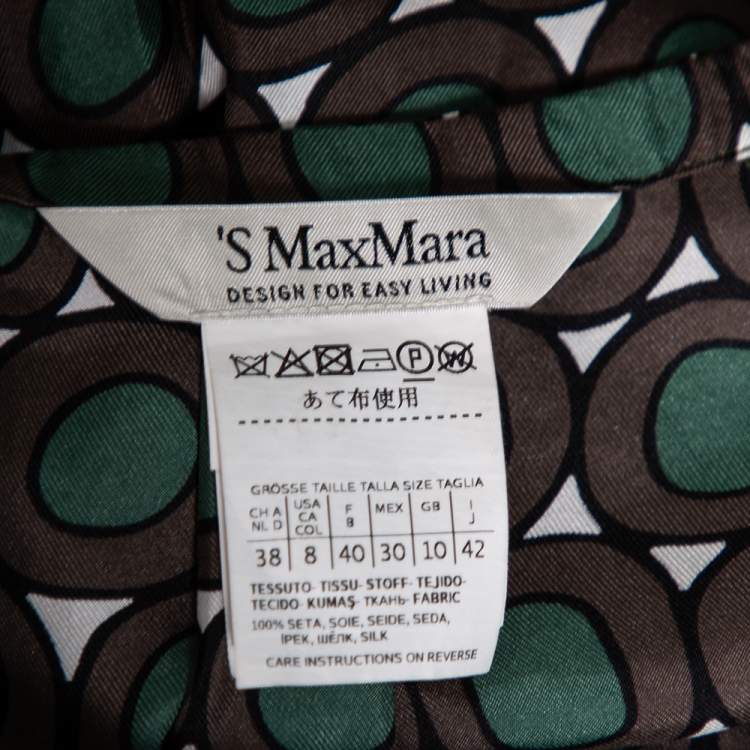 'S MaxMara
DESIGN FOR EASY LIVING
P W
あて布使用
GRÖSSE TAILLE TALLA SIZE TAGLIA
CH A NL D USA CA COL F B MEX GB I J
38 8 40 30 10 42
TESSUTO- TISSU- STOFF- TEJIDO-
TECIDO- KUMAŞ- ТКАНЬ- FABRIC
100% SETA, SOIE, SEIDE, SEDA,
İPEK, ШЁЛК, SILK
CARE INSTRUCTIONS ON REVERSE